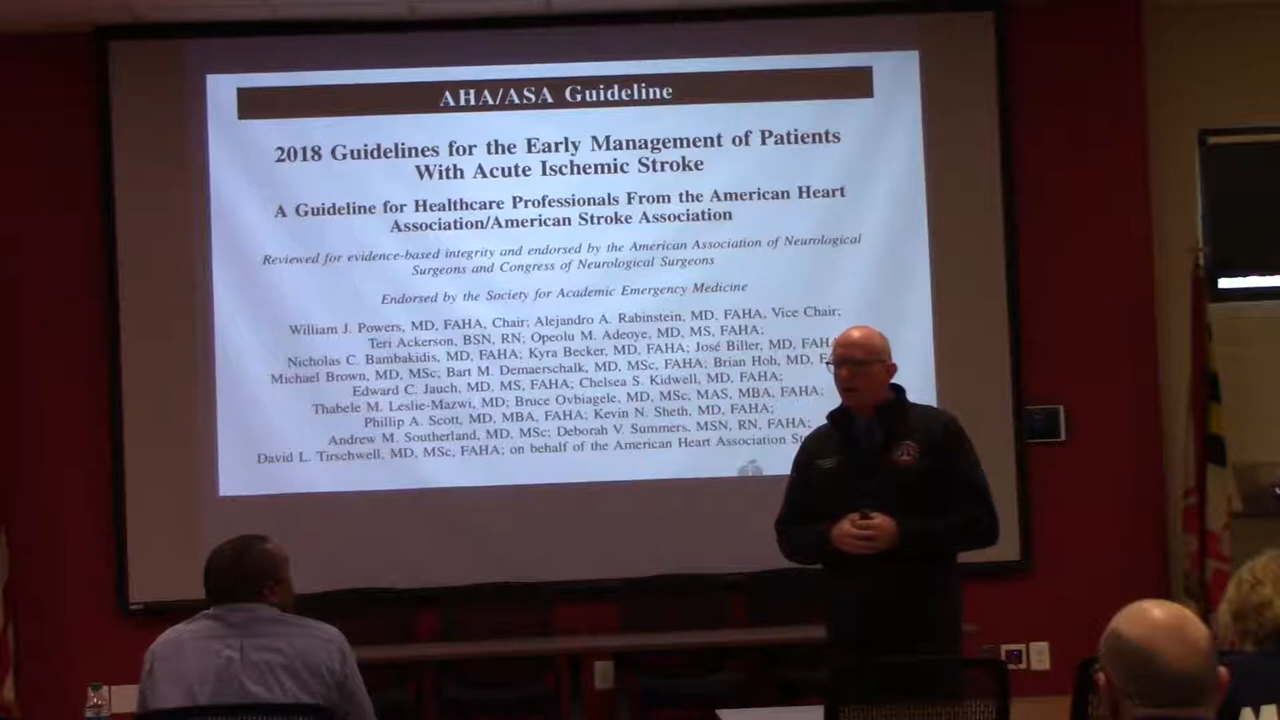 AHA/ASA Guideline
2018 Guidelines for the Early Management of Patients
With Acute Ischemic Stroke
A Guideline for Healthcare Professionals From the American Heart
Association/American Stroke Association
Reviewed for evidence-based integrity and endorsed by the American Association of Neurological
Surgeons and Congress of Neurological Surgeons
Endorsed by the Society for Academic Emergency Medicine
William J. Powers, MD, FAHA, Chair; Alejandro A. Rabinstein, MD, FAHA, Vice Chair;
Teri Ackerson, BSN, RN; Opeolu M. Adeoye, MD, MS, FAHA;
Nicholas C. Bambakidis, MD, FAHA; Kyra Becker, MD, FAHA; José Biller, MD, FAHA
Michael Brown, MD, MSc; Bart M. Demaerschalk, MD, MSc, FAHA; Brian Hoh, MD,
Edward C. Jauch, MD, MS, FAHA; Chelsea S. Kidwell, MD, FAHA;
Thabele M. Leslie-Mazwi, MD; Bruce Ovbiagele, MD, MSc, MAS, MBA, FAHA;
Phillip A. Scott, MD, MBA, FAHA; Kevin N. Sheth, MD, FAHA;
Andrew M. Southerland, MD, MSc; Deborah V. Summers, MSN, RN, FAHA;
David L. Tirschwell, MD, MSc, FAHA; on behalf of the American Heart Association